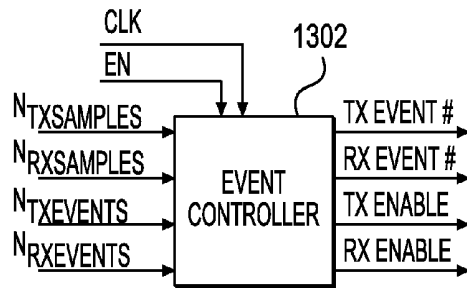 CLK
1302
EN
NTXSAMPLES
TX EVENT #
NRXSAMPLES
RX EVENT #
EVENT
CONTROLLER
NTXEVENTS
TX ENABLE
NRXEVENTS
RX ENABLE